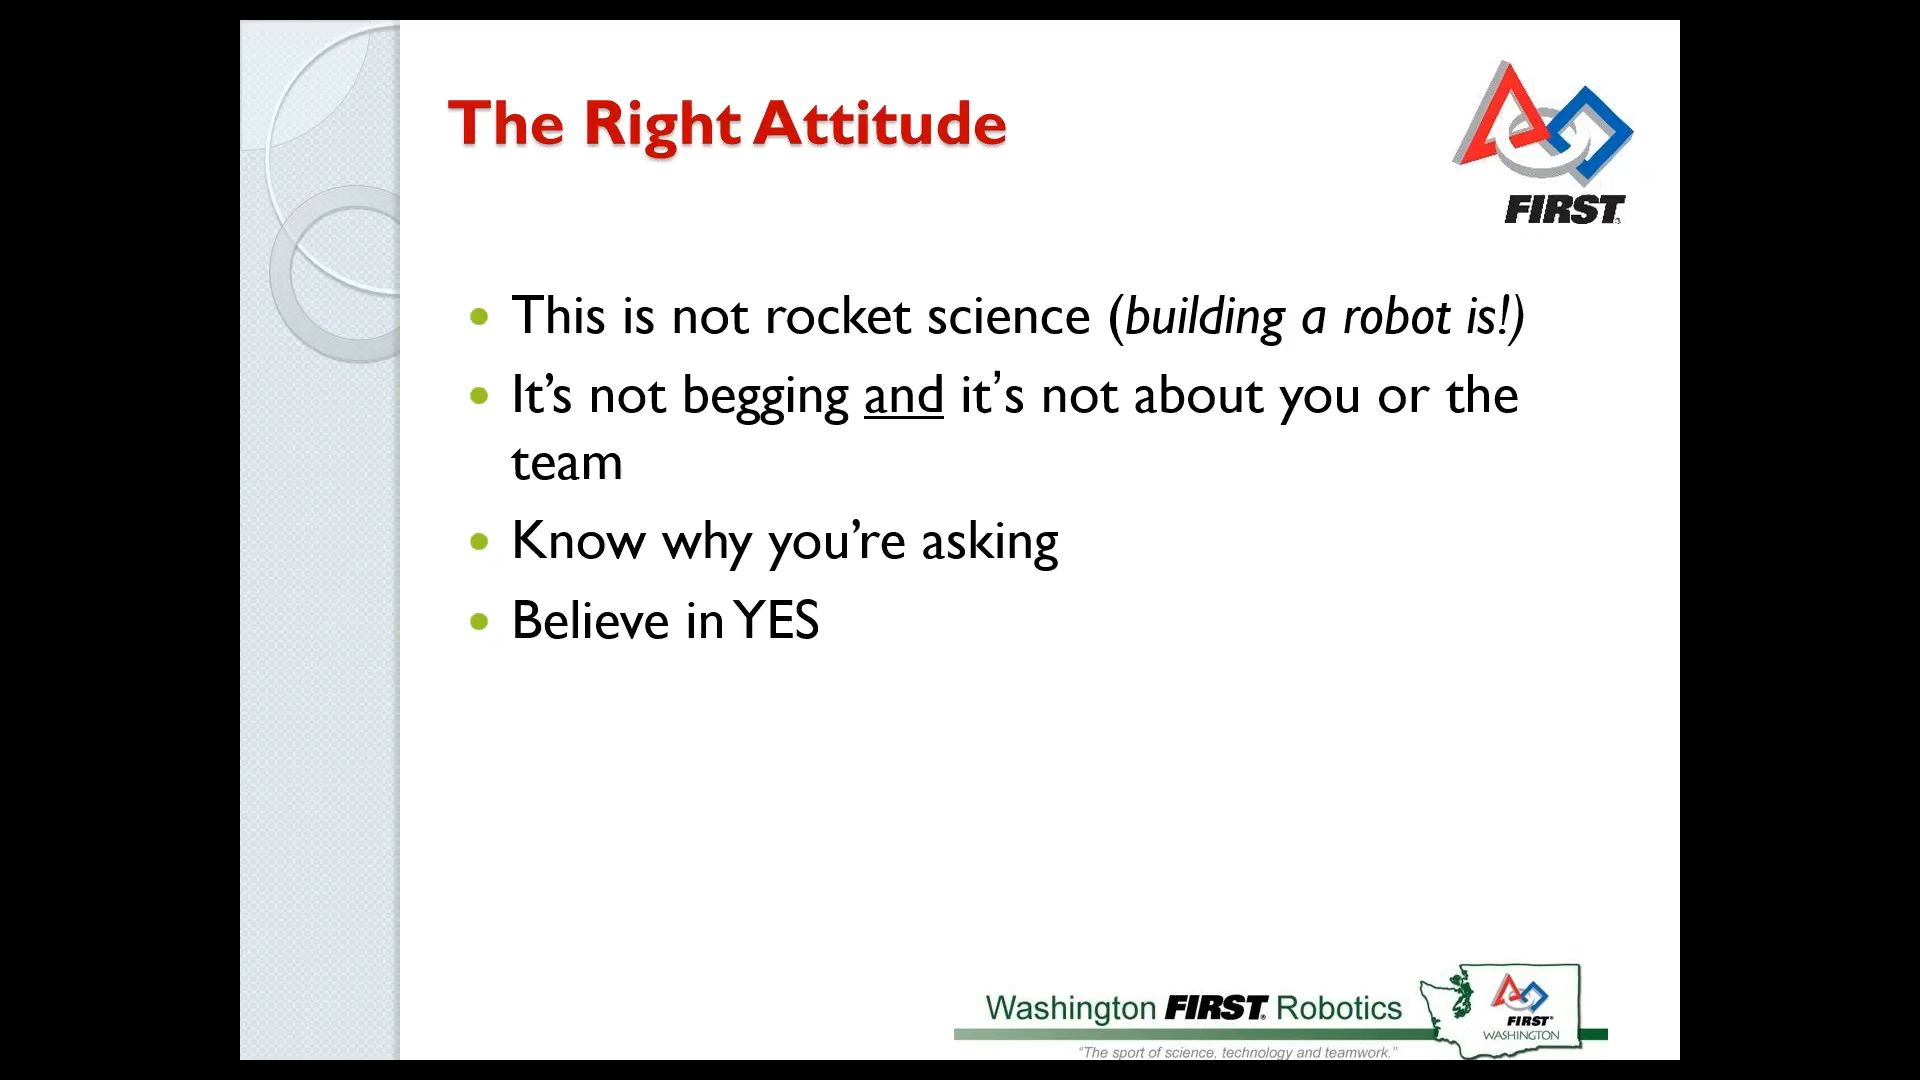 The Right Attitude
FIRST
• This is not rocket science (building a robot is!)
• It’s not begging and it’s not about you or the
team
• Know why you’re asking
• Believe in YES
Washington FIRST® Robotics
FIRST®
WASHINGTON
“The sport of science, technology and teamwork.”